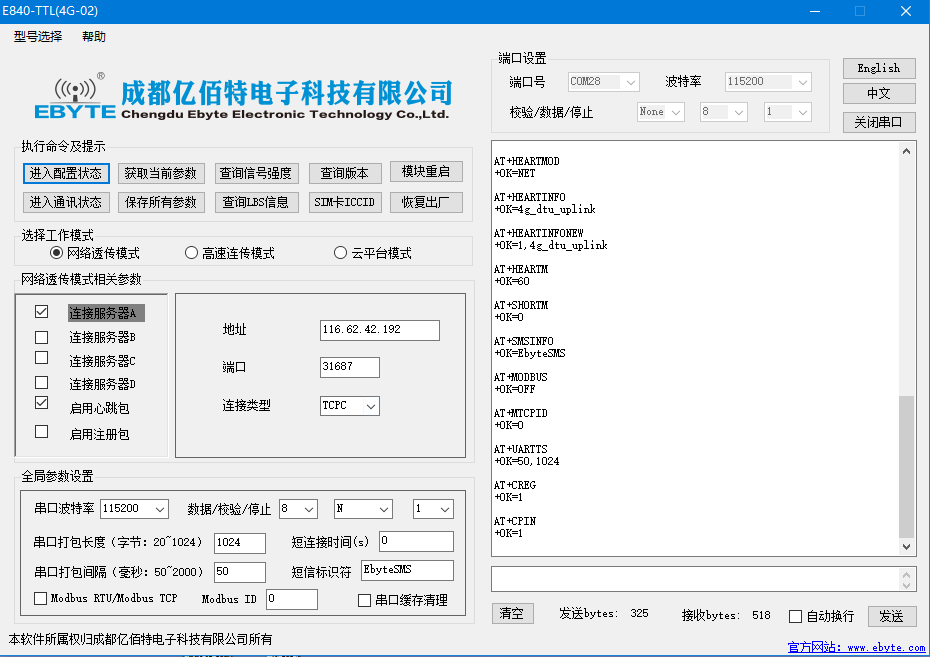 E840-TTL(4G-02)
型号选择 帮助
EBYTE ® 成都亿佰特电子科技有限公司
Chengdu Ebyte Electronic Technology Co.,Ltd.
端口设置
端口号 COM28 波特率 115200
校验/数据/停止 None 8 1
English
中文
关闭串口
执行命令及提示
进入配置状态 获取当前参数 查询信号强度 查询版本 模块重启
进入通讯状态 保存所有参数 查询LBS信息 SIM卡ICCID 恢复出厂
选择工作模式
网络透传模式 高速连传模式 云平台模式
网络透传模式相关参数
连接服务器A
连接服务器B
连接服务器C
连接服务器D
启用心跳包
启用注册包
地址 116.62.42.192
端口 31687
连接类型 TCPC
全局参数设置
串口波特率 115200 数据/校验/停止 8 N 1
串口打包长度（字节：20~1024） 1024 短连接时间(s) 0
串口打包间隔（毫秒：50~2000） 50 短信标识符 EbyteSMS
Modbus RTU/Modbus TCP Modbus ID 0 串口缓存清理
本软件所属权归成都亿佰特电子科技有限公司所有
AT+HEARTMOD
+OK=NET
AT+HEARTINFO
+OK=4g_dtu_uplink
AT+HEARTINFONEW
+OK=1,4g_dtu_uplink
AT+HEARTM
+OK=60
AT+SHORTM
+OK=0
AT+SMSINFO
+OK=EbyteSMS
AT+MODBUS
+OK=OFF
AT+MTCPID
+OK=0
AT+UARTTS
+OK=50,1024
AT+CREG
+OK=1
AT+CPIN
+OK=1
清空 发送bytes: 325 接收bytes: 518 自动换行 发送
官方网站：www.ebyte.com